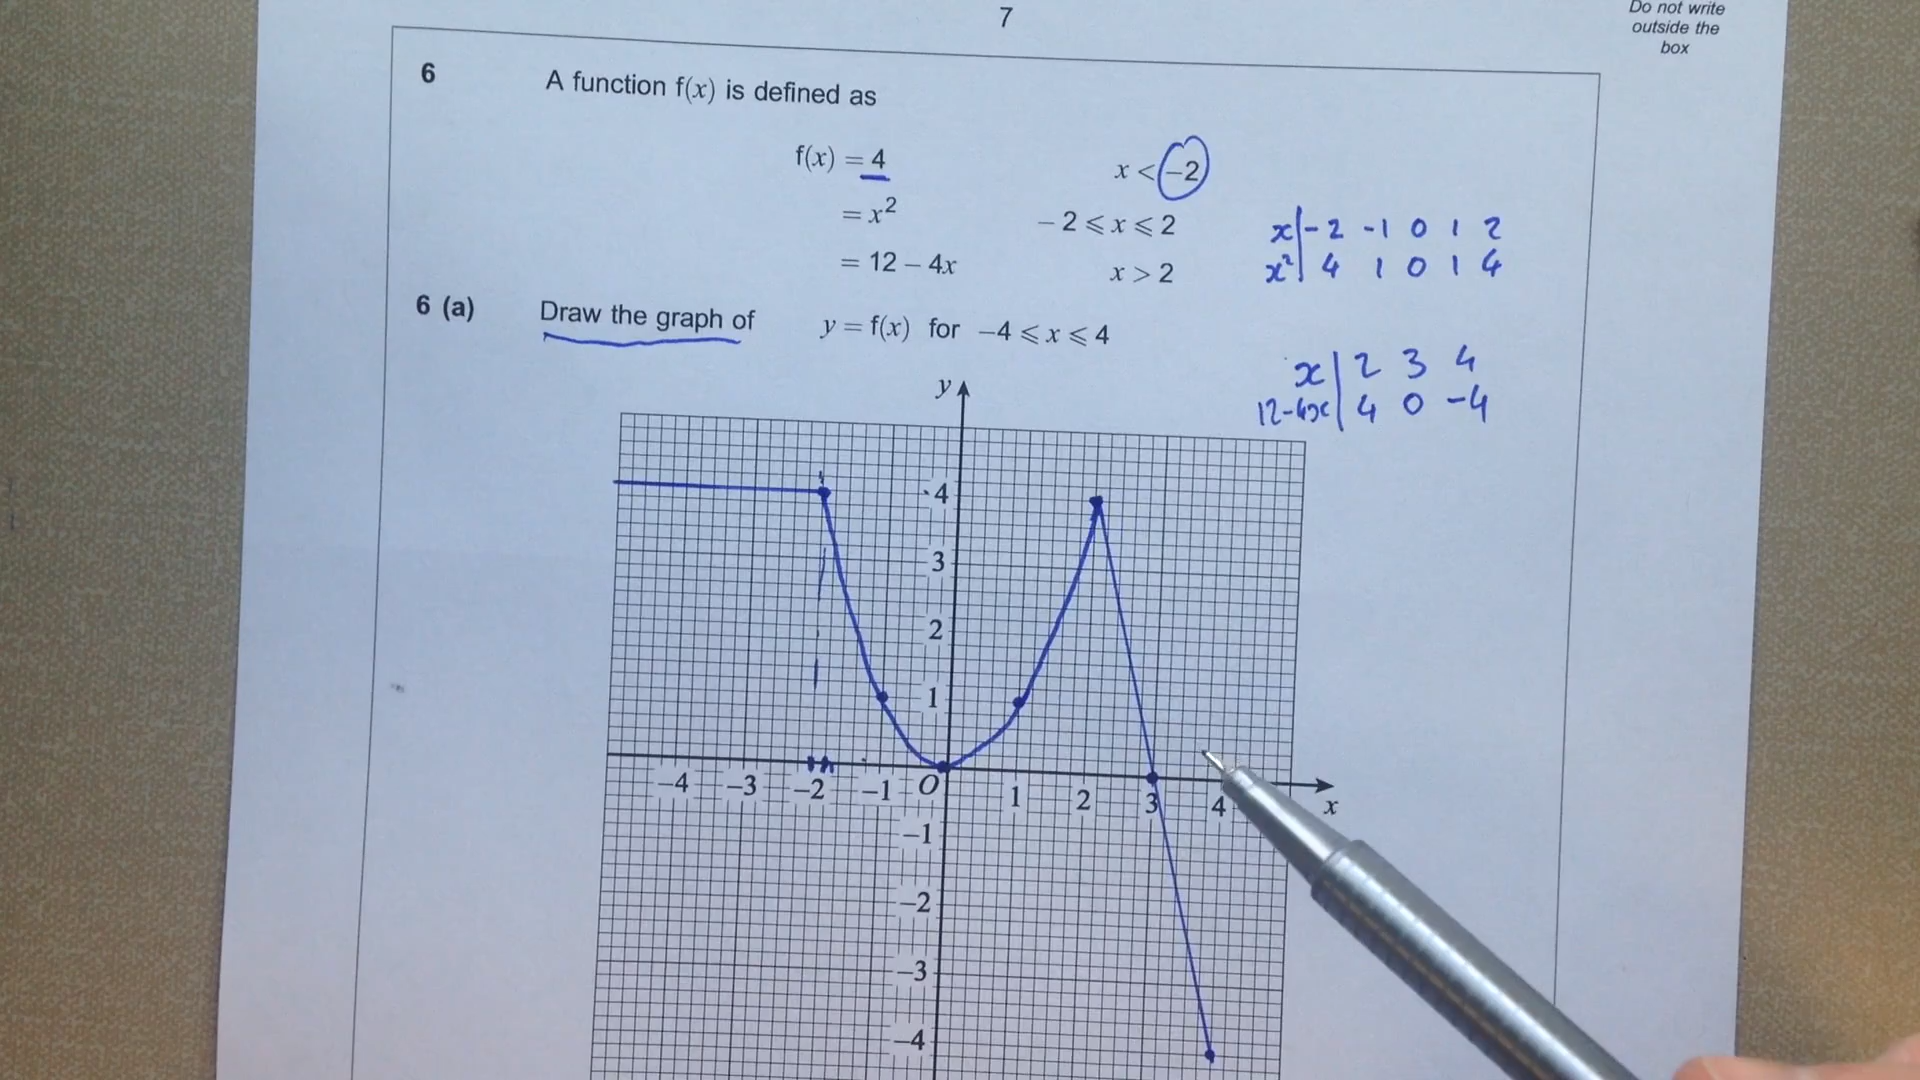 7
Do not write
outside the
box
6 A function f(x) is defined as
f(x) = 4 x < −2
= x² −2 ⩽ x ⩽ 2
= 12 − 4x x > 2
x −2 −1 0 1 2
x² 4 1 0 1 4
6 (a) Draw the graph of y = f(x) for −4 ⩽ x ⩽ 4
x 2 3 4
12−4x 4 0 −4
y
4
3
2
1
−4 −3 −2 −1 O 1 2 3 4 x
−1
−2
−3
−4